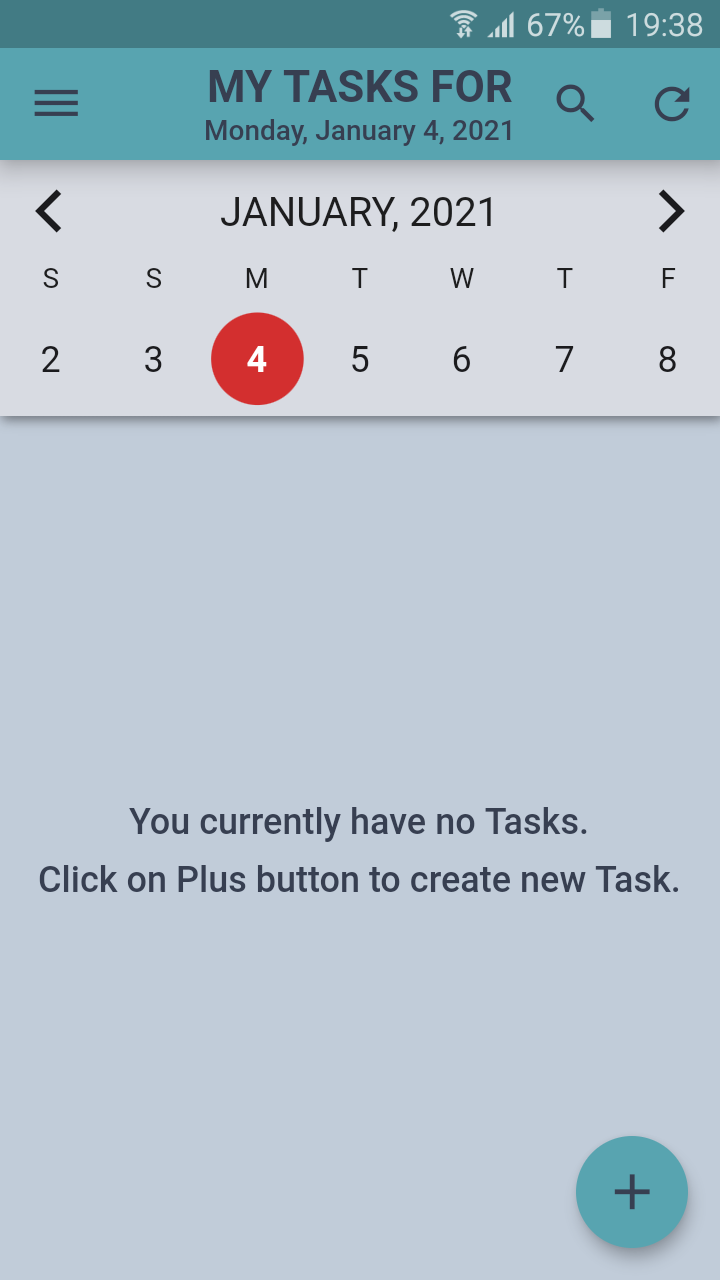 67% 19:38
MY TASKS FOR
Monday, January 4, 2021
JANUARY, 2021
S S M T W T F
2 3 4 5 6 7 8
You currently have no Tasks.
Click on Plus button to create new Task.